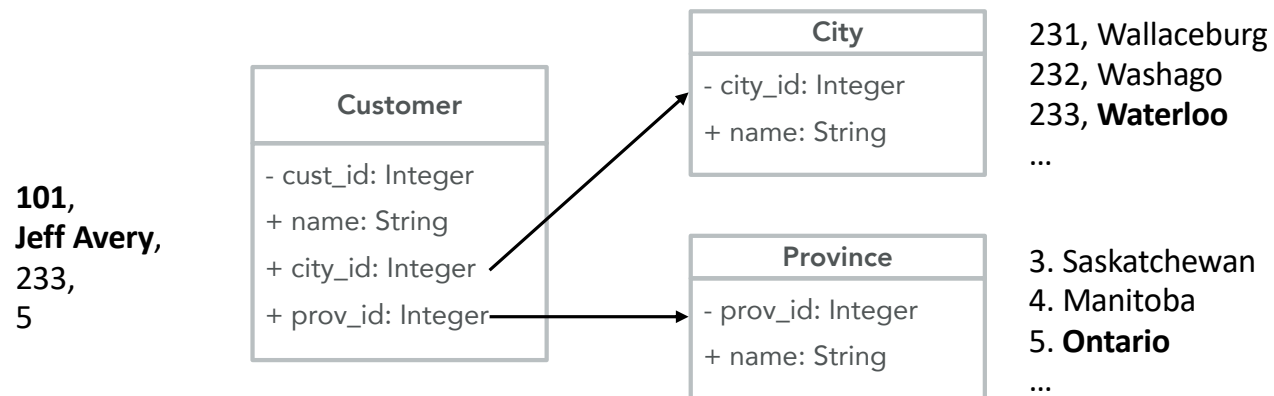 101,
Jeff Avery,
233,
5
Customer
- cust_id: Integer
+ name: String
+ city_id: Integer
+ prov_id: Integer
City
- city_id: Integer
+ name: String
231, Wallaceburg
232, Washago
233, Waterloo
...
Province
- prov_id: Integer
+ name: String
3. Saskatchewan
4. Manitoba
5. Ontario
...